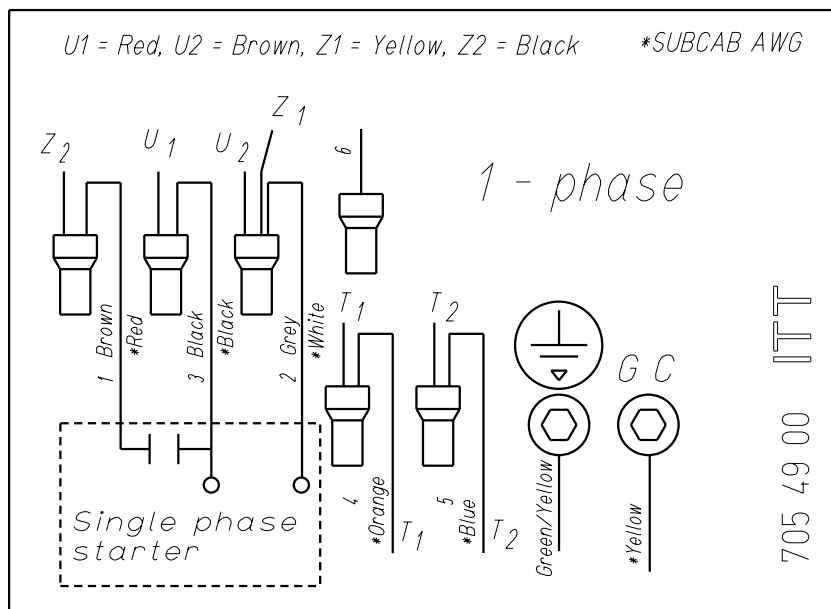 U1 = Red, U2 = Brown, Z1 = Yellow, Z2 = Black
*SUBCAB AWG
Z2
U1
U2
Z1
6
1 - phase
1 Brown
*Red
3 Black
*Black
2 Grey
*White
T1
T2
G C
4
*Orange
T1
5
*Blue
T2
Green/Yellow
*Yellow
Single phase
starter
705 49 00 ITT